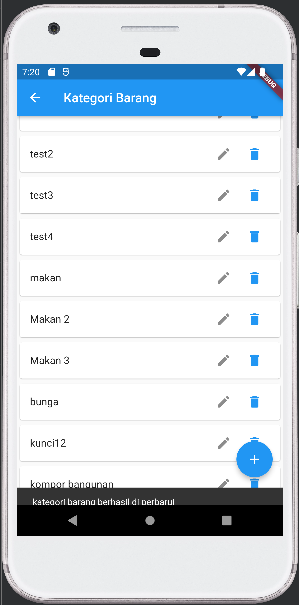 7:20
DEBUG
Kategori Barang
test2
test3
test4
makan
Makan 2
Makan 3
bunga
kunci12
kompor bangunan
kategori barang berhasil di perbarui